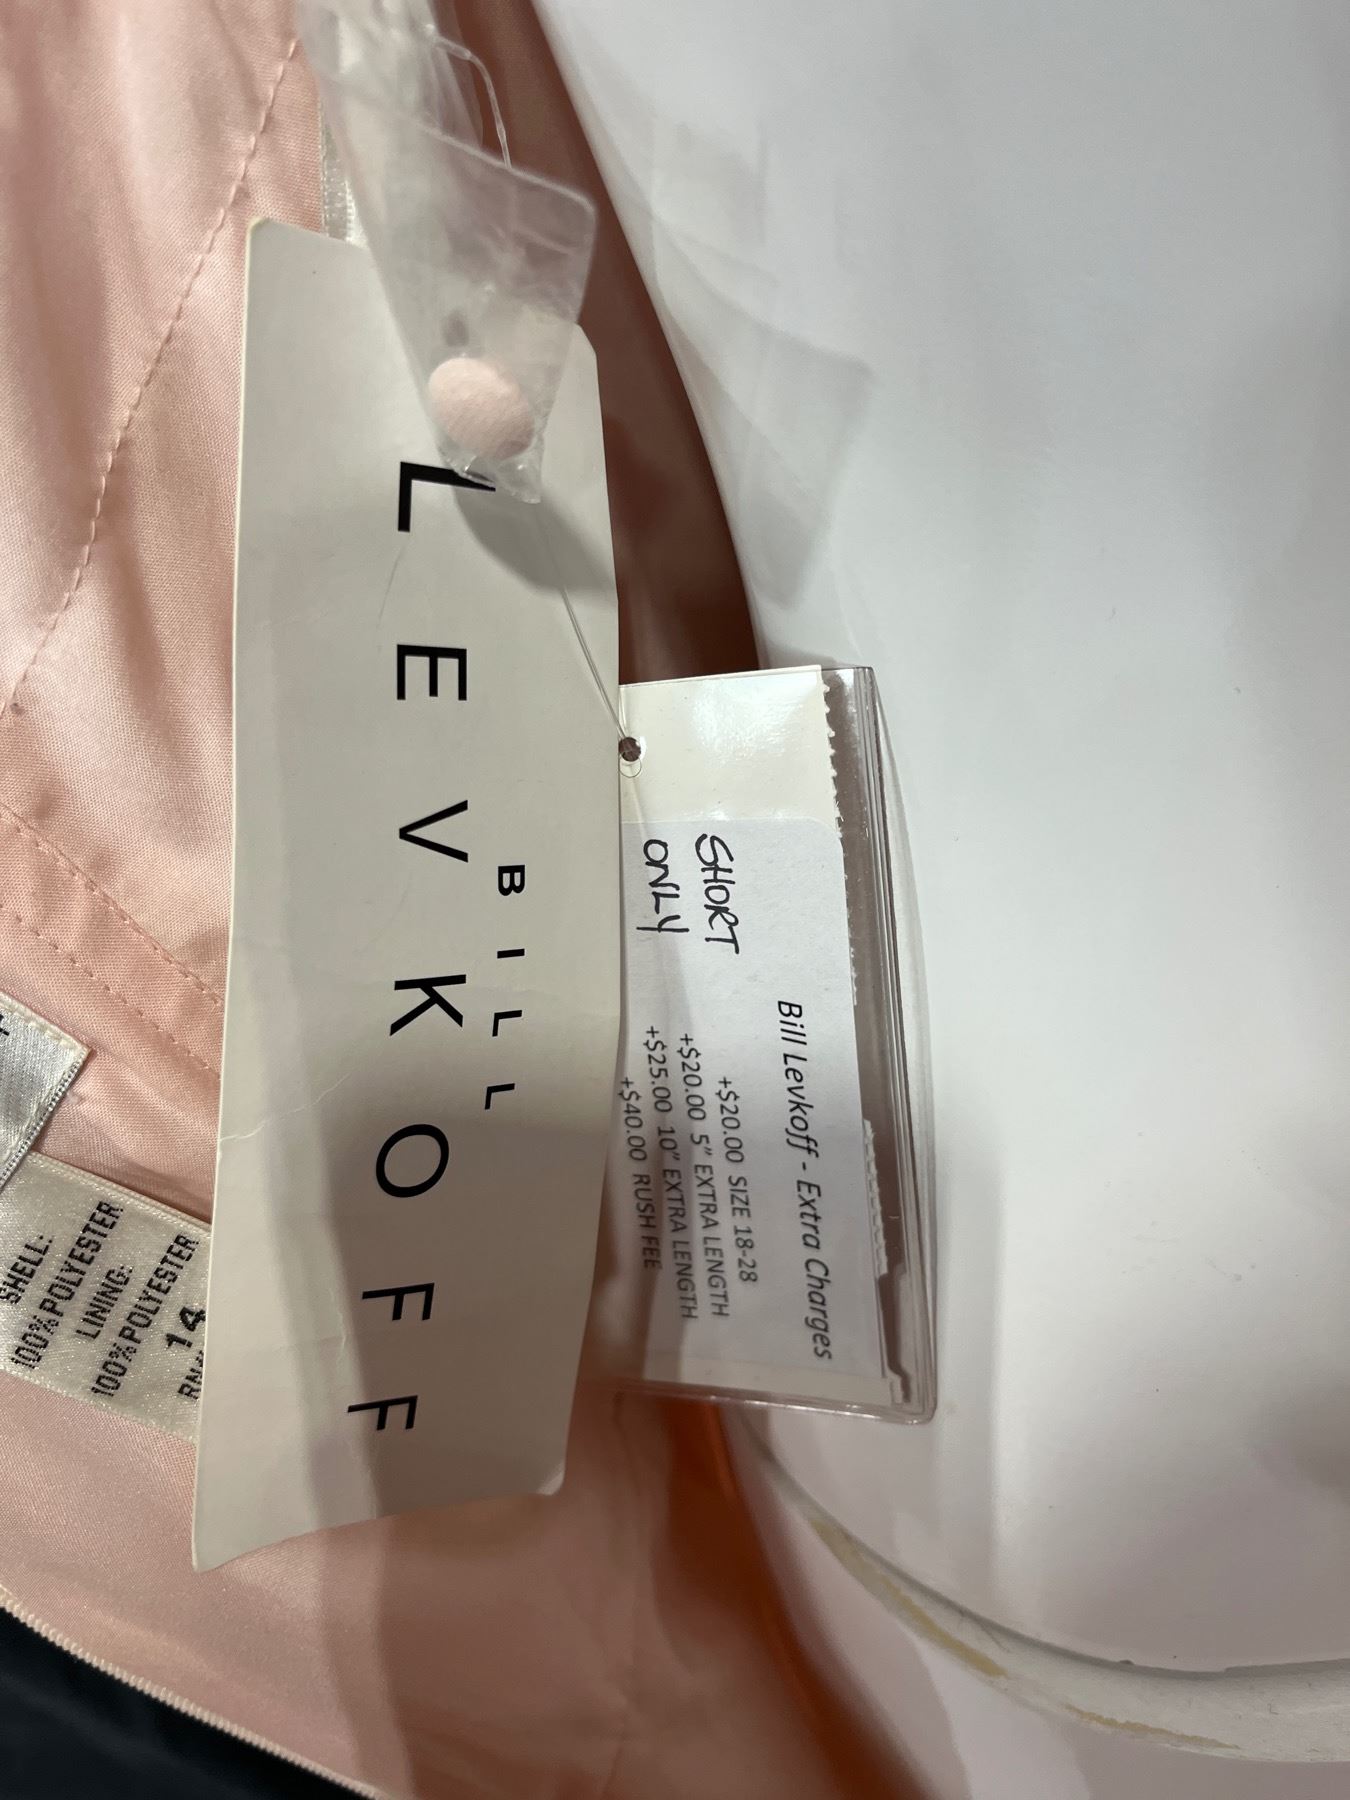 BILL
LEVKOFF
Bill Levkoff - Extra Charges
+$20.00 SIZE 18-28
+$20.00 5" EXTRA LENGTH
+$25.00 10" EXTRA LENGTH
+$40.00 RUSH FEE
SHORT
ONLY
SHELL:
100% POLYESTER
LINING:
100% POLYESTER
14
RN